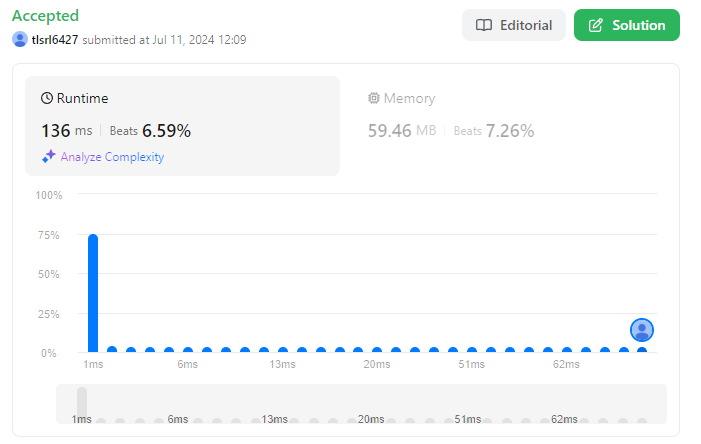 Accepted
Editorial
Solution
tlsrl6427 submitted at Jul 11, 2024 12:09
Runtime
Memory
136 ms | Beats 6.59%
59.46 MB | Beats 7.26%
Analyze Complexity
100%
75%
50%
25%
0%
1ms 6ms 13ms 20ms 51ms 62ms
1ms 6ms 13ms 20ms 51ms 62ms